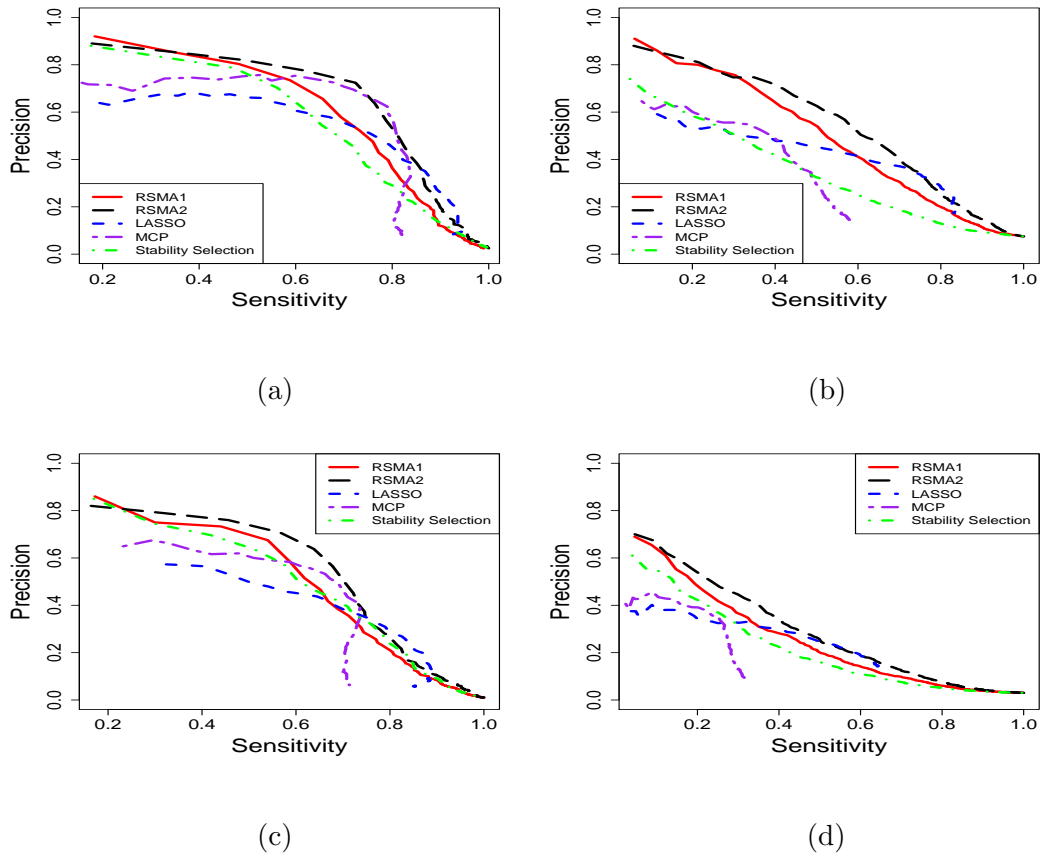 1.0
0.8
0.6
0.4
0.2
0.0
Precision
RSMA1
RSMA2
LASSO
MCP
Stability Selection
0.2 0.4 0.6 0.8 1.0
Sensitivity
(a)
1.0
0.8
0.6
0.4
0.2
0.0
Precision
RSMA1
RSMA2
LASSO
MCP
Stability Selection
0.2 0.4 0.6 0.8 1.0
Sensitivity
(b)
1.0
0.8
0.6
0.4
0.2
0.0
Precision
RSMA1
RSMA2
LASSO
MCP
Stability Selection
0.2 0.4 0.6 0.8 1.0
Sensitivity
(c)
1.0
0.8
0.6
0.4
0.2
0.0
Precision
RSMA1
RSMA2
LASSO
MCP
Stability Selection
0.2 0.4 0.6 0.8 1.0
Sensitivity
(d)